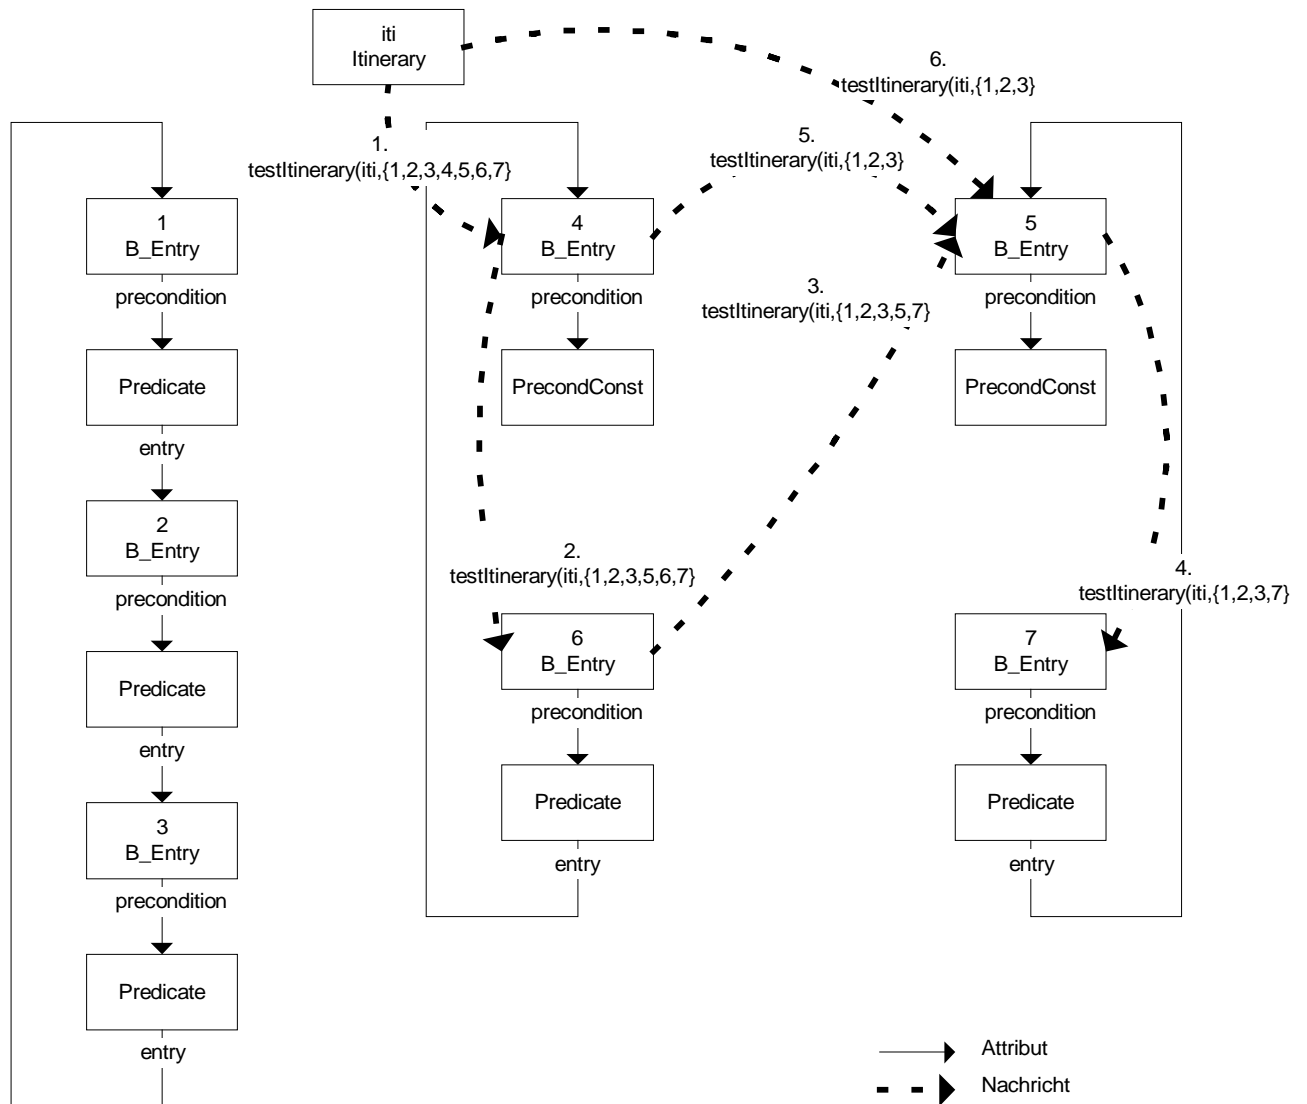 iti
Itinerary
6.
testItinerary(iti,{1,2,3}
1.
testItinerary(iti,{1,2,3,4,5,6,7}
5.
testItinerary(iti,{1,2,3}
1
B_Entry
4
B_Entry
5
B_Entry
precondition
precondition
3.
testItinerary(iti,{1,2,3,5,7}
precondition
Predicate
PrecondConst
PrecondConst
entry
2
B_Entry
2.
testItinerary(iti,{1,2,3,5,6,7}
4.
testItinerary(iti,{1,2,3,7}
precondition
6
B_Entry
7
B_Entry
Predicate
precondition
precondition
entry
Predicate
Predicate
3
B_Entry
entry
entry
precondition
Predicate
entry
Attribut
Nachricht